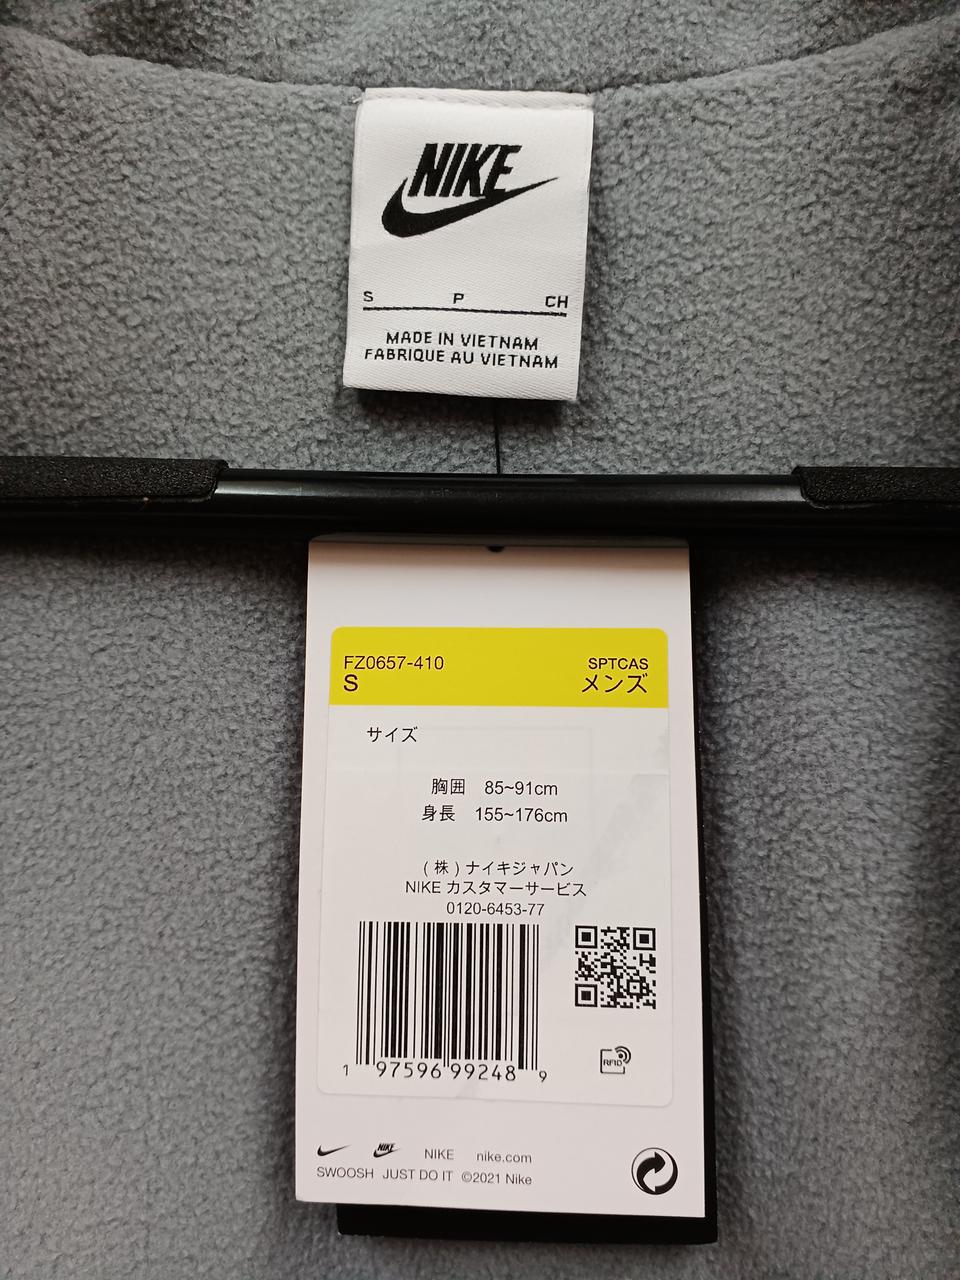 NIKE
S P CH
MADE IN VIETNAM
FABRIQUE AU VIETNAM
FZ0657-410 SPTCAS
S メンズ
サイズ
胸囲 85~91cm
身長 155~176cm
(株)ナイキジャパン
NIKE カスタマーサービス
0120-6453-77
RFID
1 97596 99248 9
NIKE NIKE nike.com
SWOOSH JUST DO IT ©2021 Nike